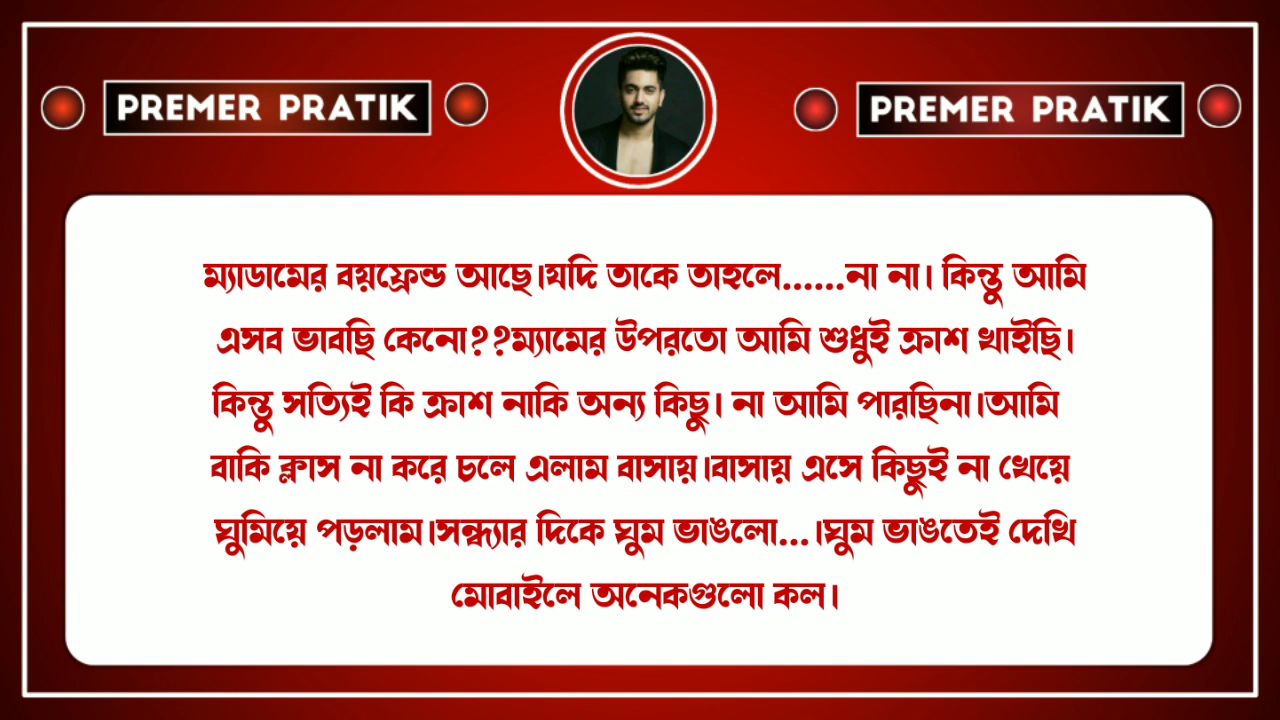 PREMER PRATIK
PREMER PRATIK
ম্যাডামের বয়ফ্রেন্ড আছে।যদি তাকে তাহলে......না না। কিন্তু আমি
এসব ভাবছি কেনো??ম্যামের উপরতো আমি শুধুই ক্রাশ খাইছি।
কিন্তু সত্যিই কি ক্রাশ নাকি অন্য কিছু। না আমি পারছিনা।আমি
বাকি ক্লাস না করে চলে এলাম বাসায়।বাসায় এসে কিছুই না খেয়ে
ঘুমিয়ে পড়লাম।সন্ধ্যার দিকে ঘুম ভাঙলো...।ঘুম ভাঙতেই দেখি
মোবাইলে অনেকগুলো কল।